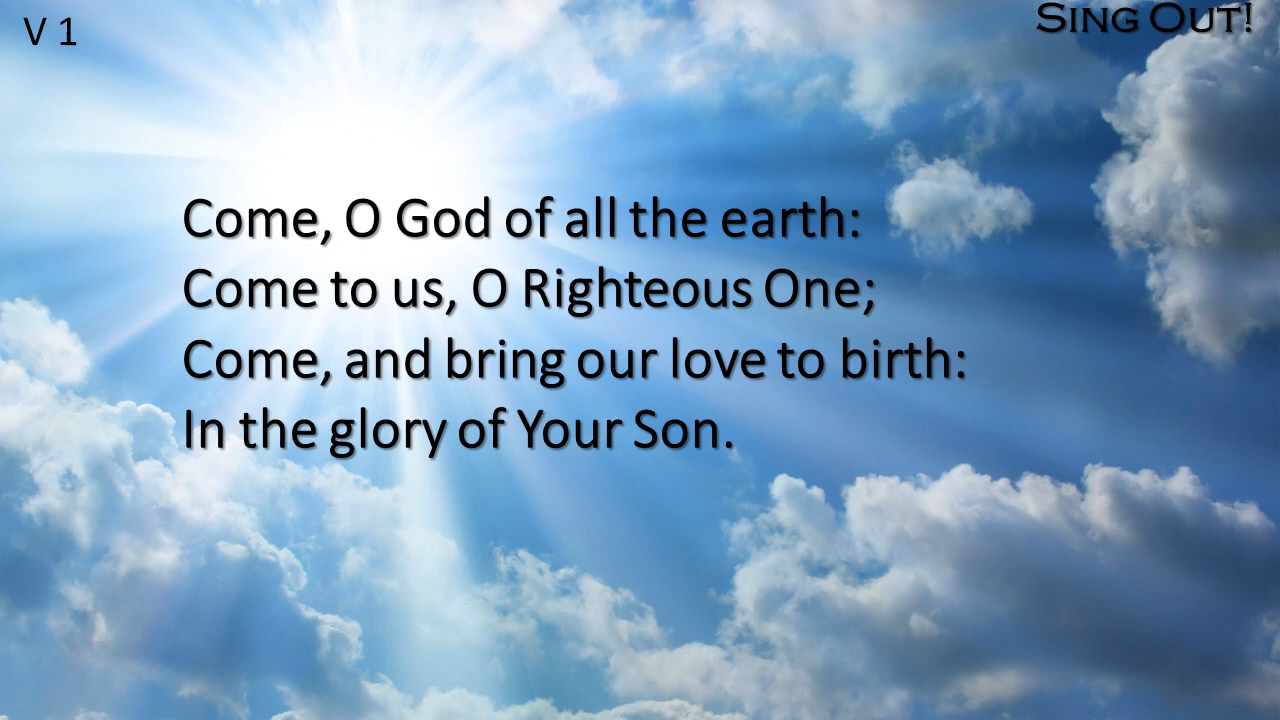 V 1
Sing Out!
Come, O God of all the earth:
Come to us, O Righteous One;
Come, and bring our love to birth:
In the glory of Your Son.